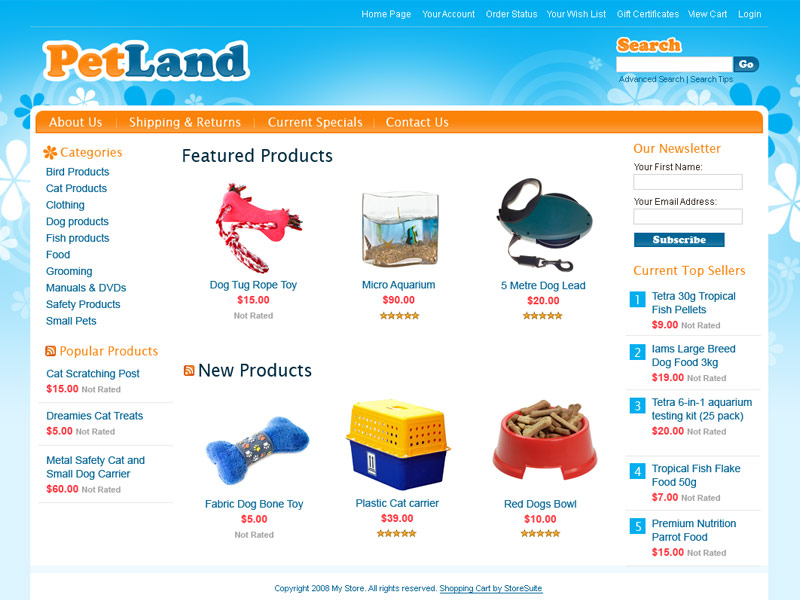 Home Page Your Account Order Status Your Wish List Gift Certificates View Cart Login
PetLand
Search
Go
Advanced Search | Search Tips
About Us Shipping & Returns Current Specials Contact Us
Categories
Bird Products
Cat Products
Clothing
Dog products
Fish products
Food
Grooming
Manuals & DVDs
Safety Products
Small Pets
Popular Products
Cat Scratching Post
$15.00 Not Rated
Dreamies Cat Treats
$5.00 Not Rated
Metal Safety Cat and
Small Dog Carrier
$60.00 Not Rated
Featured Products
Dog Tug Rope Toy
$15.00
Not Rated
Micro Aquarium
$90.00
5 Metre Dog Lead
$20.00
New Products
Fabric Dog Bone Toy
$5.00
Not Rated
Plastic Cat carrier
$39.00
Red Dogs Bowl
$10.00
Our Newsletter
Your First Name:
Your Email Address:
Subscribe
Current Top Sellers
1 Tetra 30g Tropical
Fish Pellets
$9.00 Not Rated
2 Iams Large Breed
Dog Food 3kg
$19.00 Not Rated
3 Tetra 6-in-1 aquarium
testing kit (25 pack)
$20.00 Not Rated
4 Tropical Fish Flake
Food 50g
$7.00 Not Rated
5 Premium Nutrition
Parrot Food
$15.00 Not Rated
Copyright 2008 My Store. All rights reserved. Shopping Cart by StoreSuite